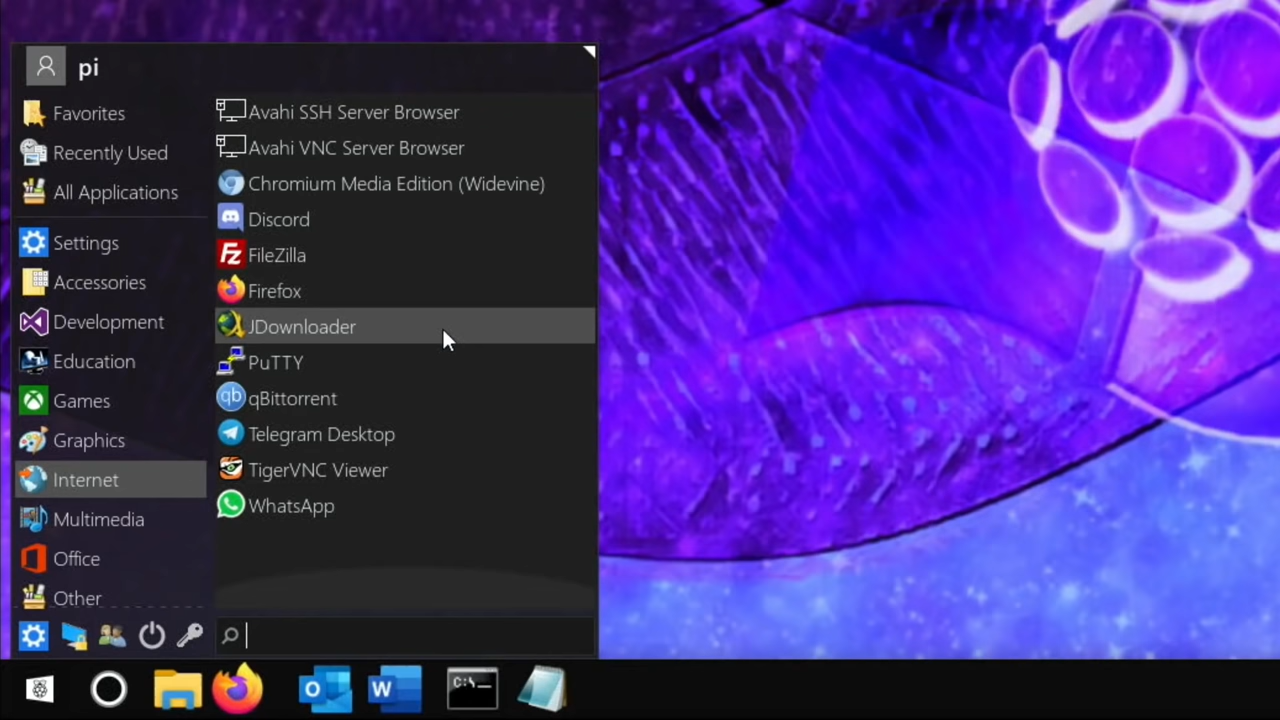 pi
Favorites
Recently Used
All Applications
Settings
Accessories
Development
Education
Games
Graphics
Internet
Multimedia
Office
Other
Avahi SSH Server Browser
Avahi VNC Server Browser
Chromium Media Edition (Widevine)
Discord
FZ FileZilla
Firefox
JDownloader
PuTTY
qb qBittorrent
Telegram Desktop
TigerVNC Viewer
WhatsApp
O
W
C:\_